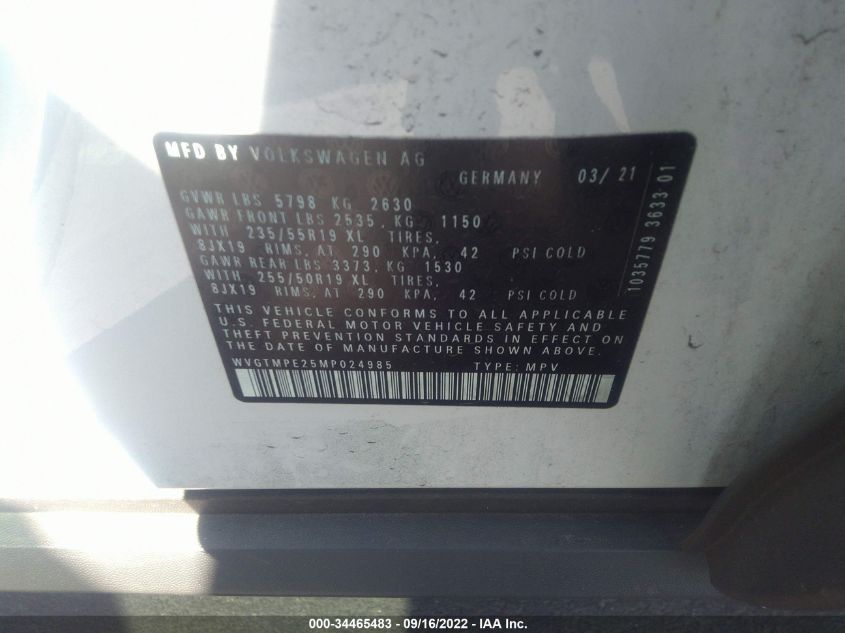 MFD BY VOLKSWAGEN AG
GERMANY 03/ 21
GVWR LBS 5798 KG 2630
GAWR FRONT LBS 2535, KG 1150
WITH 235/55R19 XL TIRES,
8JX19 RIMS, AT 290 KPA, 42 PSI COLD
GAWR REAR LBS 3373, KG 1530
WITH 255/50R19 XL TIRES,
8JX19 RIMS, AT 290 KPA, 42 PSI COLD
THIS VEHICLE CONFORMS TO ALL APPLICABLE
U.S. FEDERAL MOTOR VEHICLE SAFETY AND
THEFT PREVENTION STANDARDS IN EFFECT ON
THE DATE OF MANUFACTURE SHOWN ABOVE.
WVGTMPE25MP024985 TYPE: MPV
1035779 3633 01
000-34465483 - 09/16/2022 - IAA Inc.